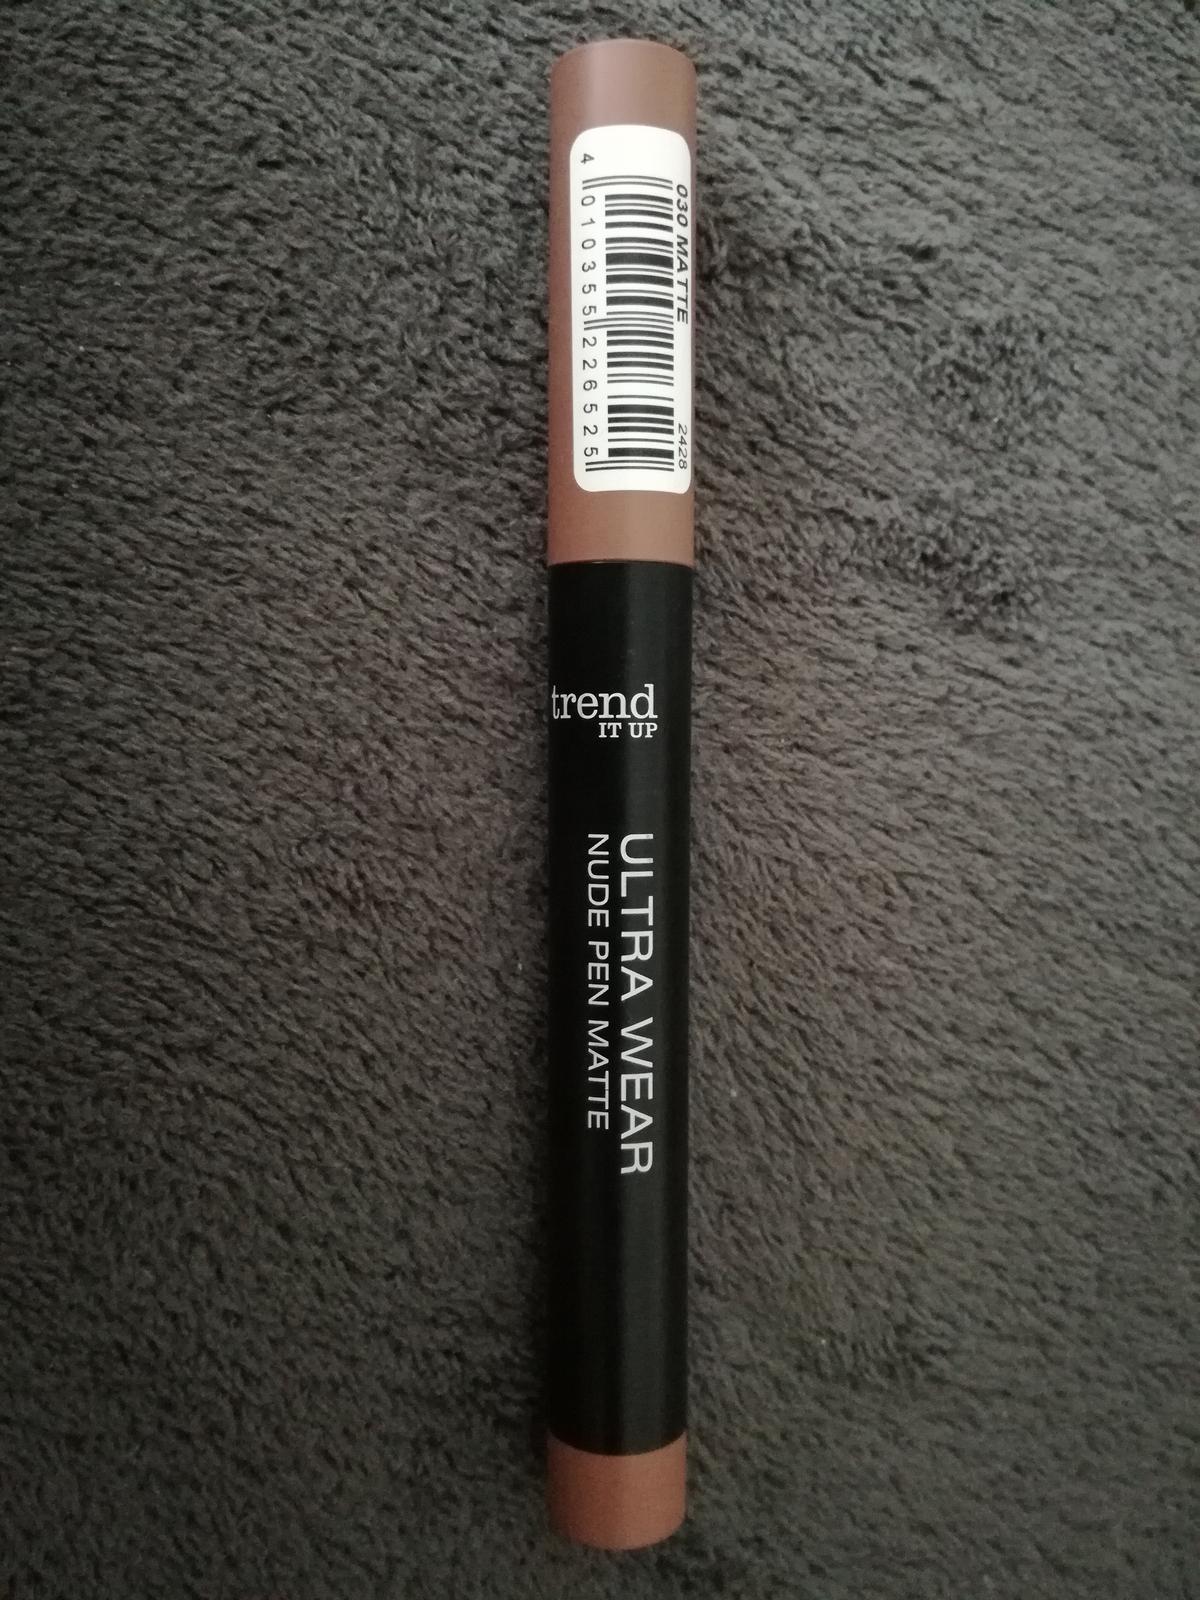 030 MATTE
2428
4 010355 226525
trend
IT UP
ULTRA WEAR
NUDE PEN MATTE